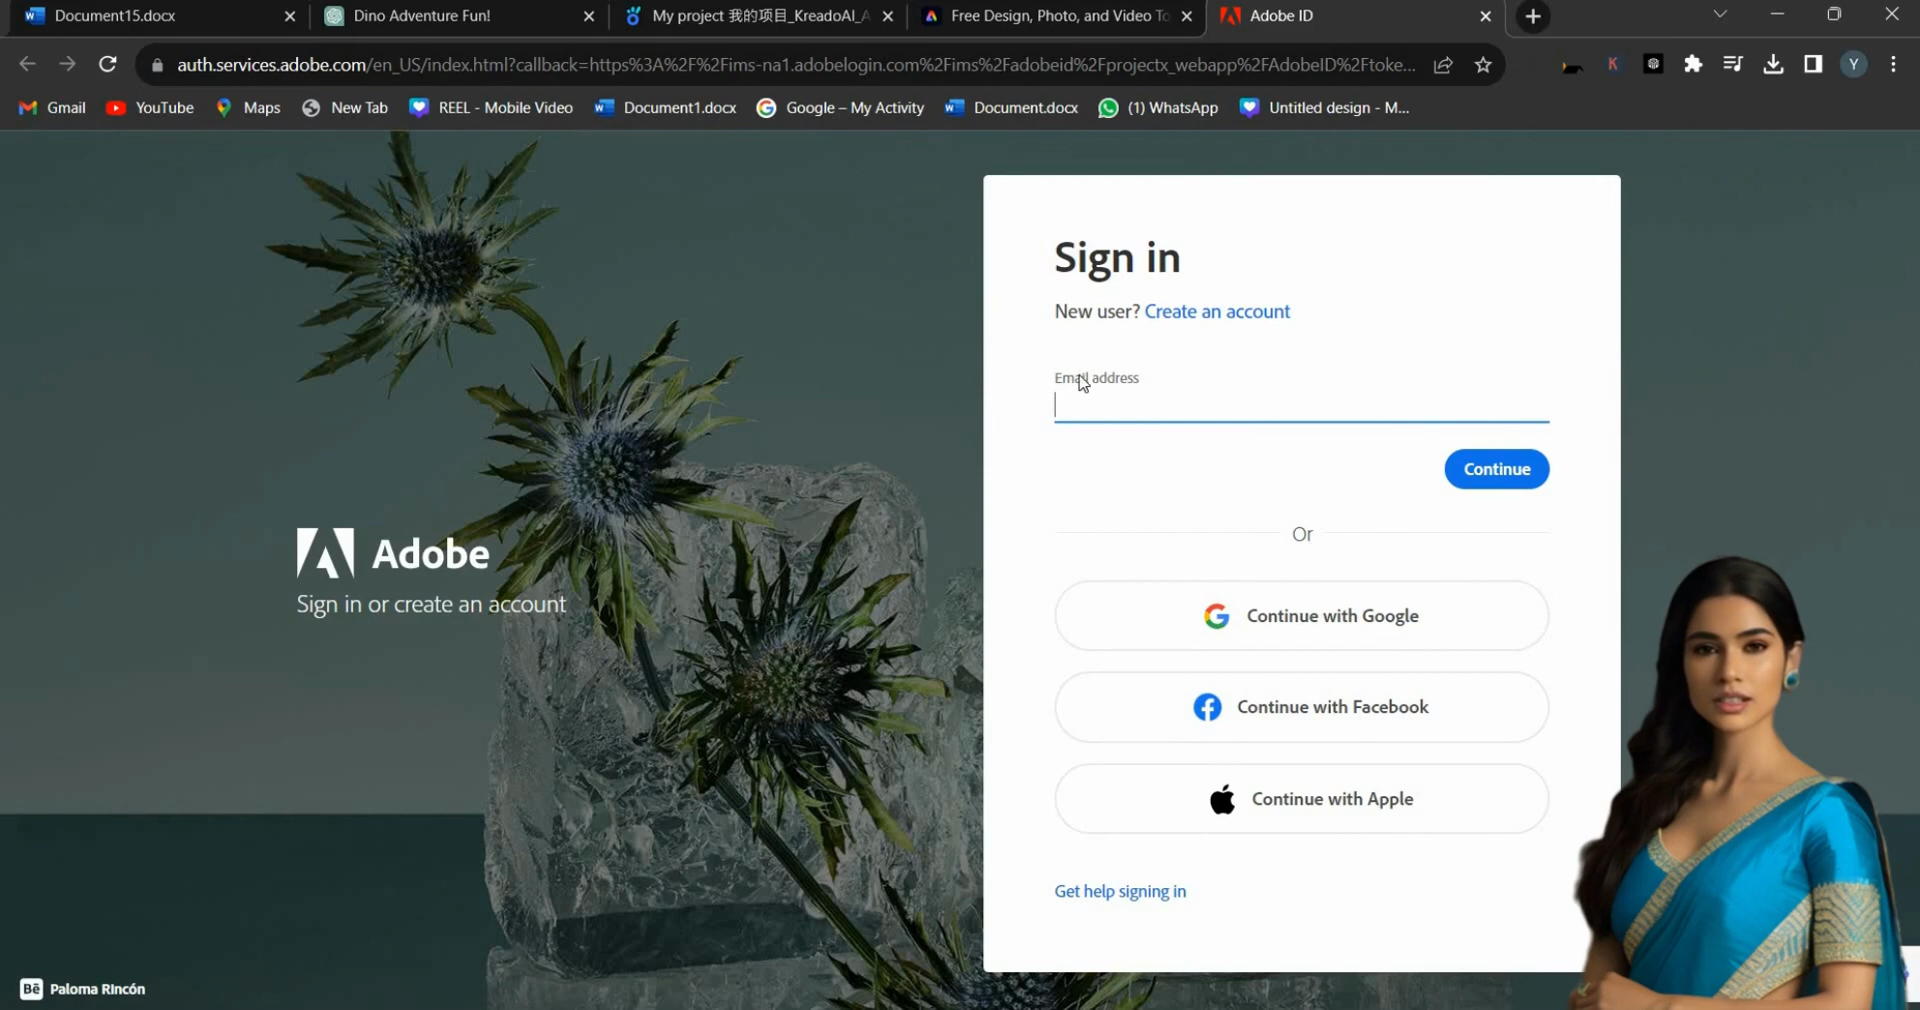 Document15.docx
Dino Adventure Fun!
My project 我的项目_KreadoAI_A
Free Design, Photo, and Video To
Adobe ID
auth.services.adobe.com/en_US/index.html?callback=https%3A%2F%2Fims-na1.adobelogin.com%2Fims%2Fadobeid%2Fprojectx_webapp%2FAdobeID%2Ftoke...
K
Y
Gmail
YouTube
Maps
New Tab
REEL - Mobile Video
Document1.docx
Google – My Activity
Document.docx
(1) WhatsApp
Untitled design - M...
Sign in
New user? Create an account
Email address
Continue
Or
Continue with Google
Continue with Facebook
Continue with Apple
Get help signing in
Adobe
Sign in or create an account
Bē Paloma RIncón